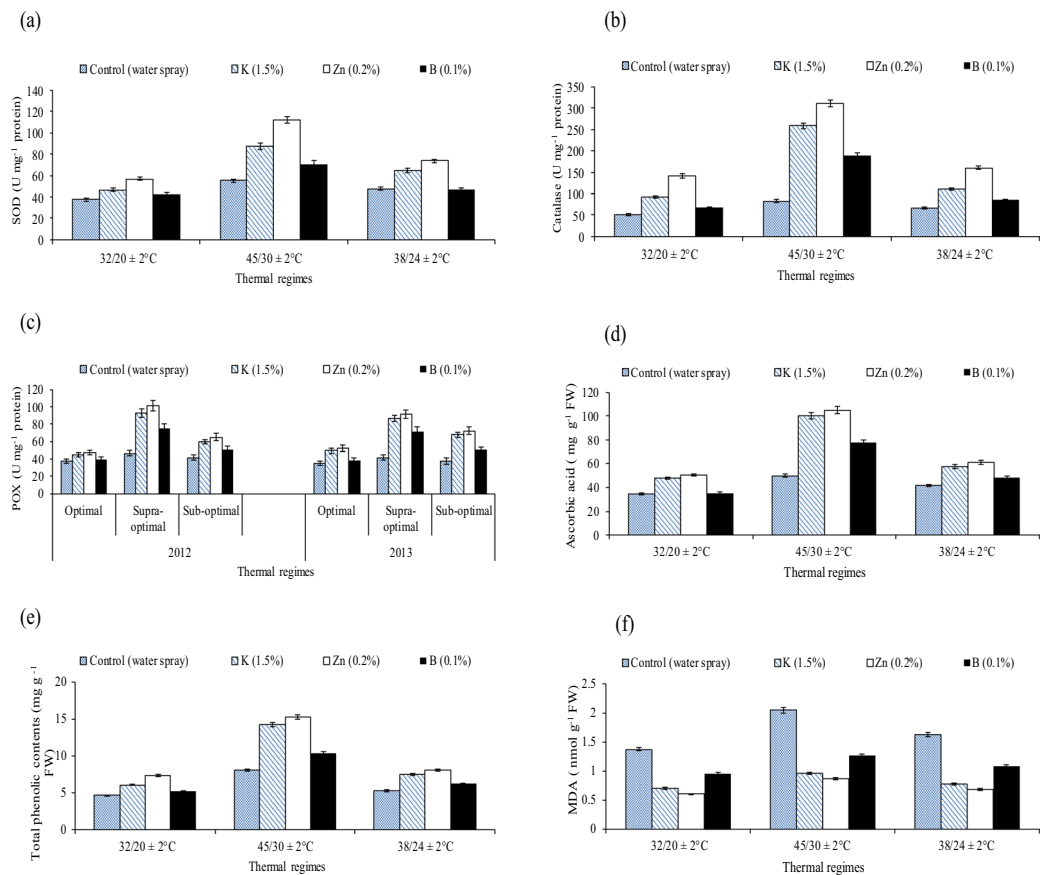 (a)
Control (water spray) K (1.5%) Zn (0.2%) B (0.1%)
SOD (U mg⁻¹ protein)
140
120
100
80
60
40
20
0
32/20 ± 2°C 45/30 ± 2°C 38/24 ± 2°C
Thermal regimes
(b)
Control (water spray) K (1.5%) Zn (0.2%) B (0.1%)
Catalase (U mg⁻¹ protein)
350
300
250
200
150
100
50
0
32/20 ± 2°C 45/30 ± 2°C 38/24 ± 2°C
Thermal regimes
(c)
Control (water spray) K (1.5%) Zn (0.2%) B (0.1%)
POX (U mg⁻¹ protein)
120
100
80
60
40
20
0
Optimal Supra-optimal Sub-optimal Optimal Supra-optimal Sub-optimal
2012 2013
Thermal regimes
(d)
Control (water spray) K (1.5%) Zn (0.2%) B (0.1%)
Ascorbic acid ( mg g⁻¹ FW)
120
100
80
60
40
20
0
32/20 ± 2°C 45/30 ± 2°C 38/24 ± 2°C
Thermal regimes
(e)
Control (water spray) K (1.5%) Zn (0.2%) B (0.1%)
Total phenolic contents (mg g⁻¹
FW)
20
15
10
5
0
32/20 ± 2°C 45/30 ± 2°C 38/24 ± 2°C
Thermal regimes
(f)
Control (water spray) K (1.5%) Zn (0.2%) B (0.1%)
MDA ( nmol g⁻¹ FW)
2.5
2
1.5
1
0.5
0
32/20 ± 2°C 45/30 ± 2°C 38/24 ± 2°C
Thermal regimes